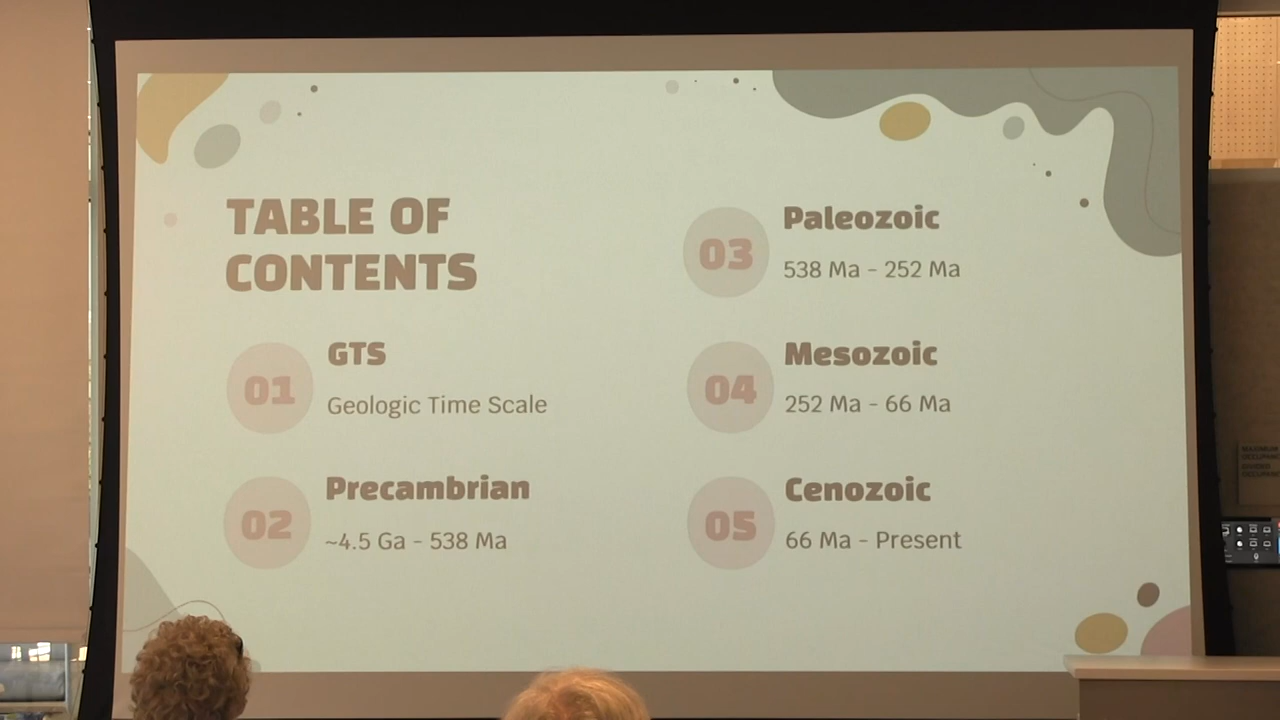 TABLE OF
CONTENTS
01
GTS
Geologic Time Scale
02
Precambrian
~4.5 Ga - 538 Ma
03
Paleozoic
538 Ma - 252 Ma
04
Mesozoic
252 Ma - 66 Ma
05
Cenozoic
66 Ma - Present
MAXIMUM